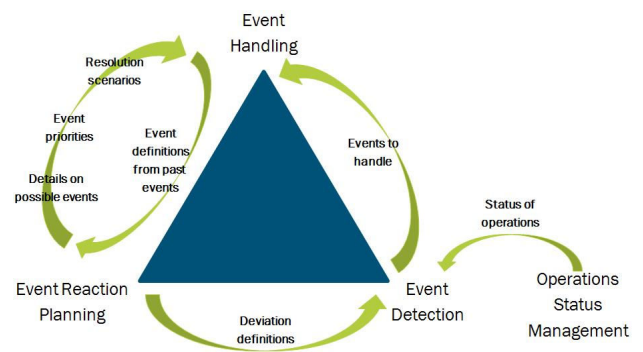 Event
Handling
Resolution
scenarios
Event
priorities
Details on
possible events
Event
definitions
from past
events
Events to
handle
Status of
operations
Event Reaction
Planning
Deviation
definitions
Event
Detection
Operations
Status
Management